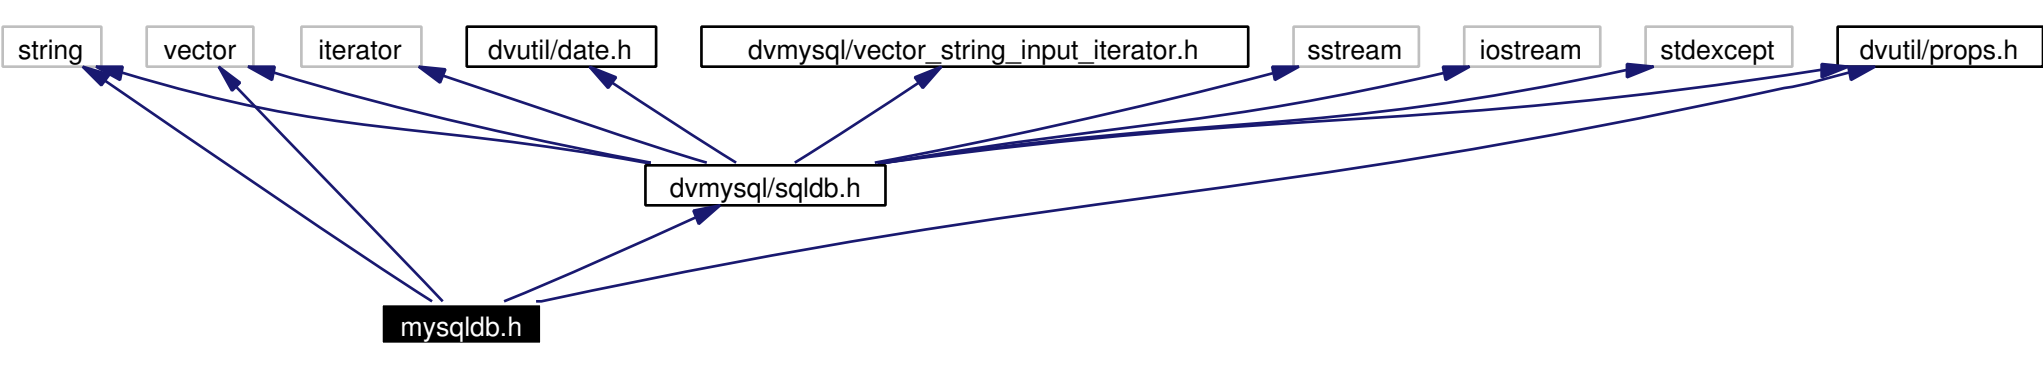 string
vector
iterator
dvutil/date.h
dvmysql/vector_string_input_iterator.h
sstream
iostream
stdexcept
dvutil/props.h
dvmysql/sqldb.h
mysqldb.h